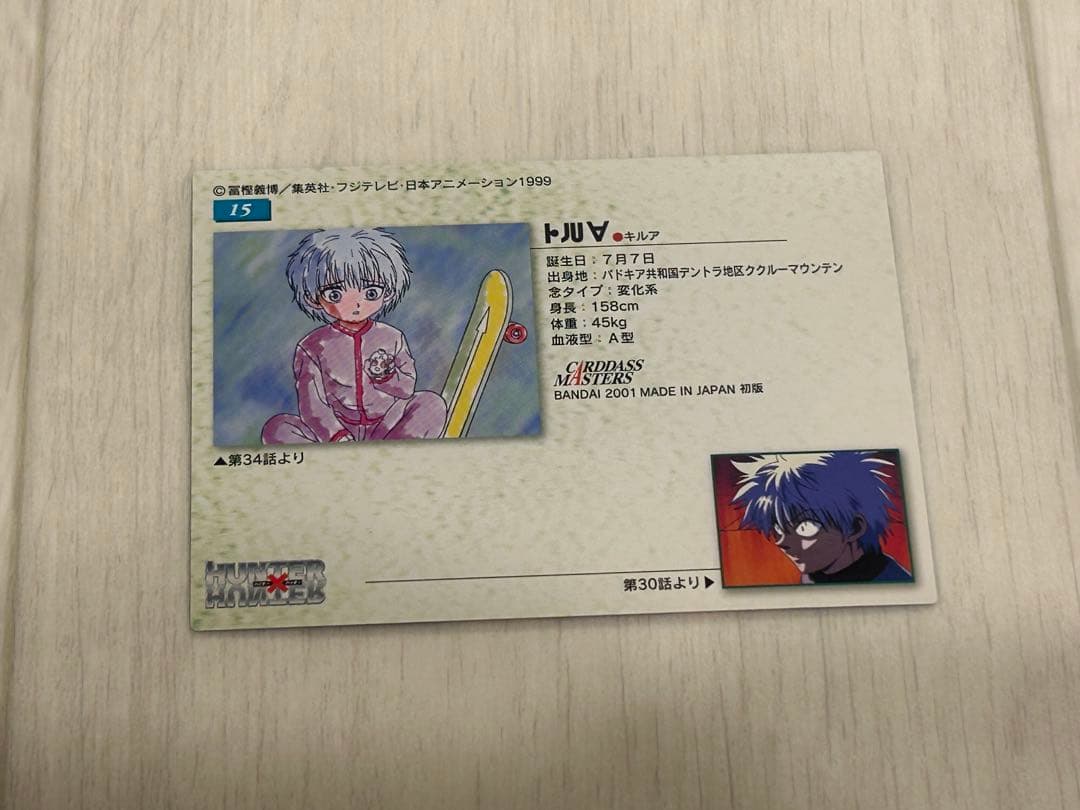 ©冨樫義博／集英社・フジテレビ・日本アニメーション1999
15
●キルア
誕生日：7月7日
出身地：パドキア共和国デントラ地区ククルーマウンテン
念タイプ：変化系
身長：158cm
体重：45kg
血液型：A型
CARDDASS
MASTERS
BANDAI 2001 MADE IN JAPAN 初版
▲第34話より
第30話より▶
HUNTER
×
HUNTER